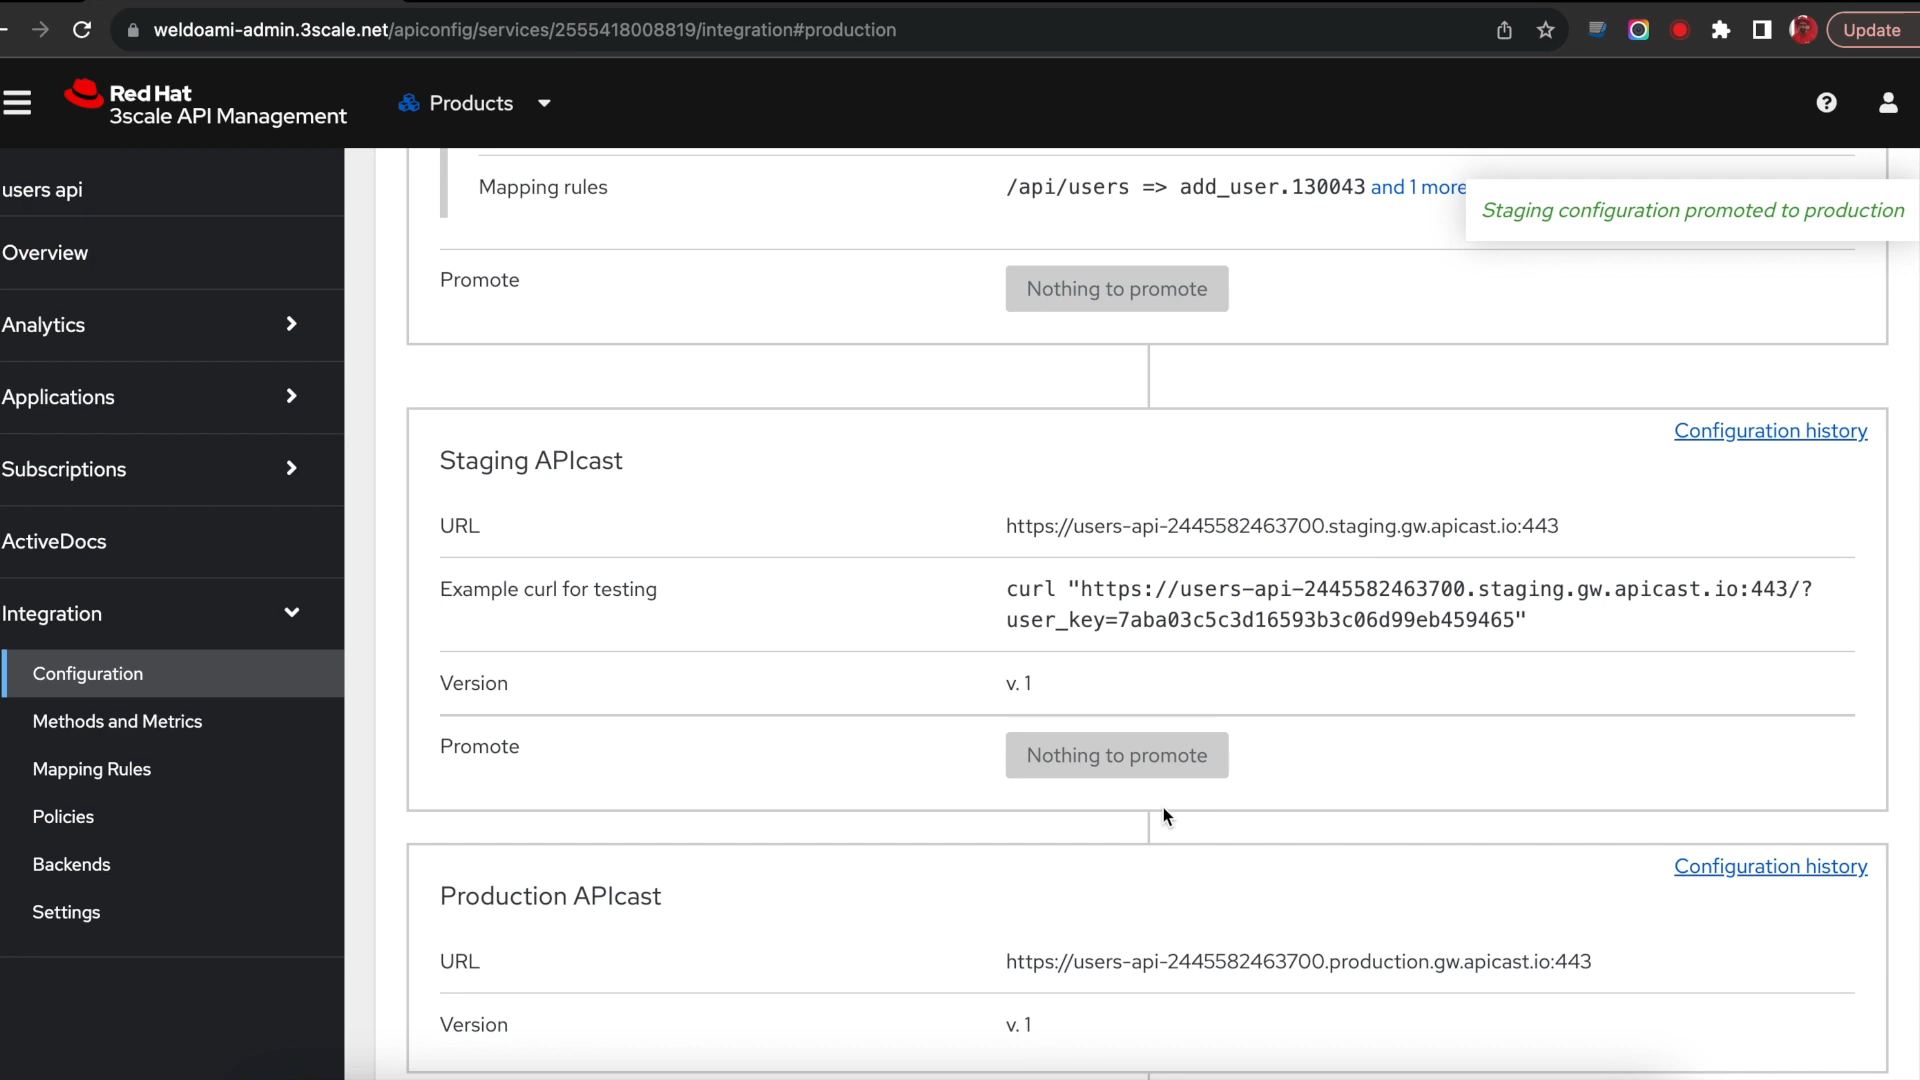 weldoami-admin.3scale.net/apiconfig/services/2555418008819/integration#production
Update
Red Hat
3scale API Management
Products
users api
Overview
Analytics
Applications
Subscriptions
ActiveDocs
Integration
Configuration
Methods and Metrics
Mapping Rules
Policies
Backends
Settings
Mapping rules
/api/users => add_user.130043 and 1 more
Staging configuration promoted to production
Promote
Nothing to promote
Configuration history
Staging APIcast
URL
https://users-api-2445582463700.staging.gw.apicast.io:443
Example curl for testing
curl "https://users-api-2445582463700.staging.gw.apicast.io:443/?
user_key=7aba03c5c3d16593b3c06d99eb459465"
Version
v. 1
Promote
Nothing to promote
Configuration history
Production APIcast
URL
https://users-api-2445582463700.production.gw.apicast.io:443
Version
v. 1